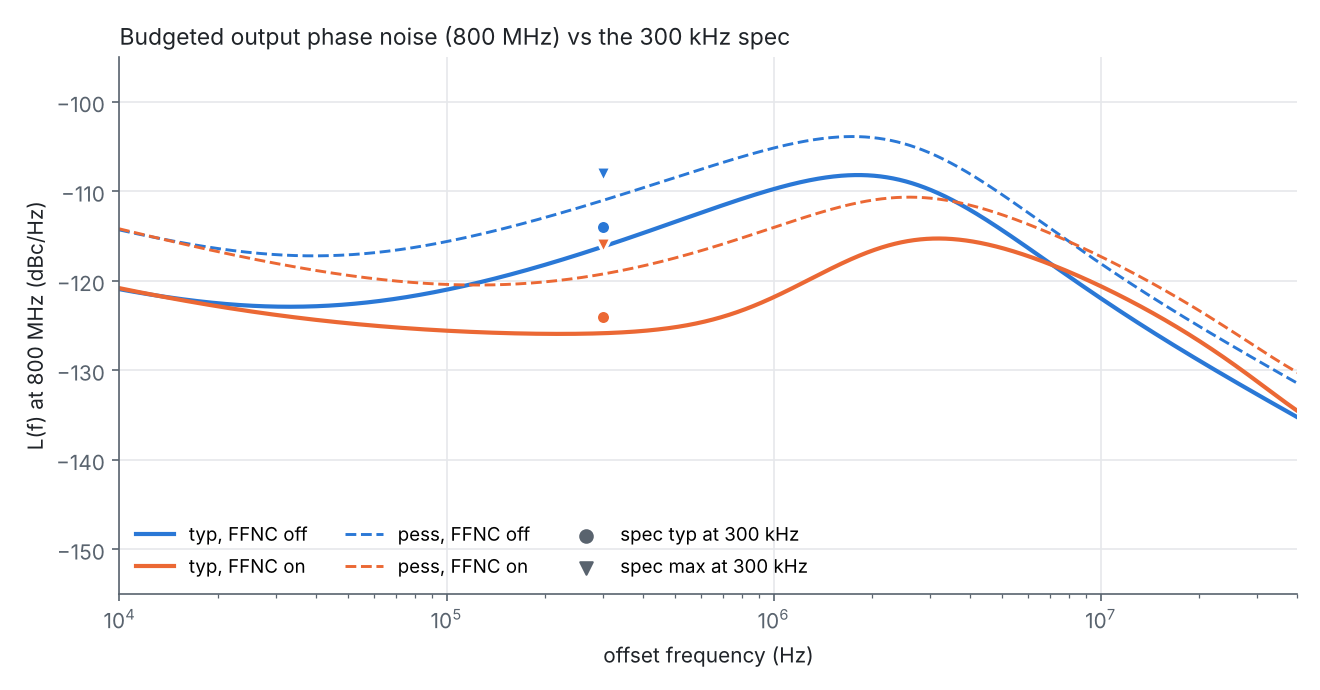 Budgeted output phase noise (800 MHz) vs the 300 kHz spec
L(f) at 800 MHz (dBc/Hz)
−100
−110
−120
−130
−140
−150
typ, FFNC off
pess, FFNC off
spec typ at 300 kHz
typ, FFNC on
pess, FFNC on
spec max at 300 kHz
10⁴
10⁵
10⁶
10⁷
offset frequency (Hz)